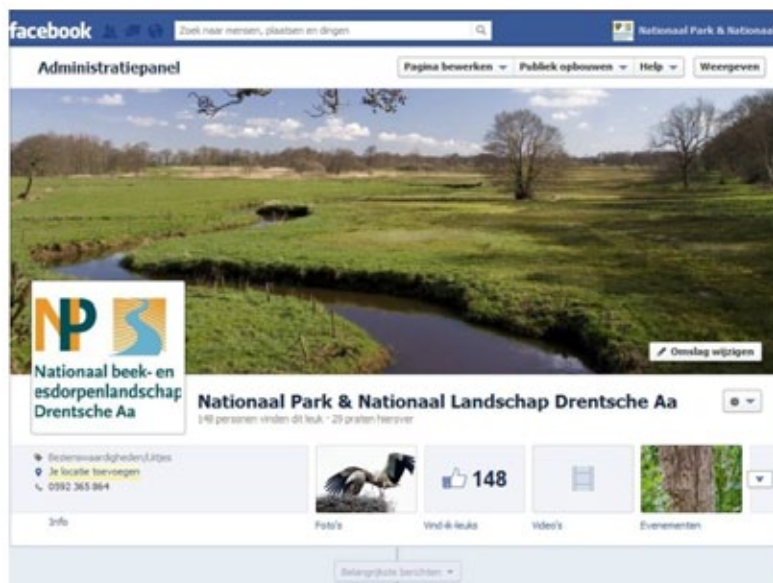 facebook
Zoek naar mensen, plaatsen en dingen
Nationaal Park & Nationaa
Administratiepanel
Pagina bewerken
Publiek opbouwen
Help
Weergeven
Omslag wijzigen
NP
Nationaal beek- en
esdorpenlandschap
Drentsche Aa
Nationaal Park & Nationaal Landschap Drentsche Aa
148 personen vinden dit leuk · 29 praten hierover
Bezienswaardigheden/Uitjes
Je locatie toevoegen
0592 365 864
Info
148
Foto's
Vind-ik-leuks
Video's
Evenementen
Belangrijkste berichten